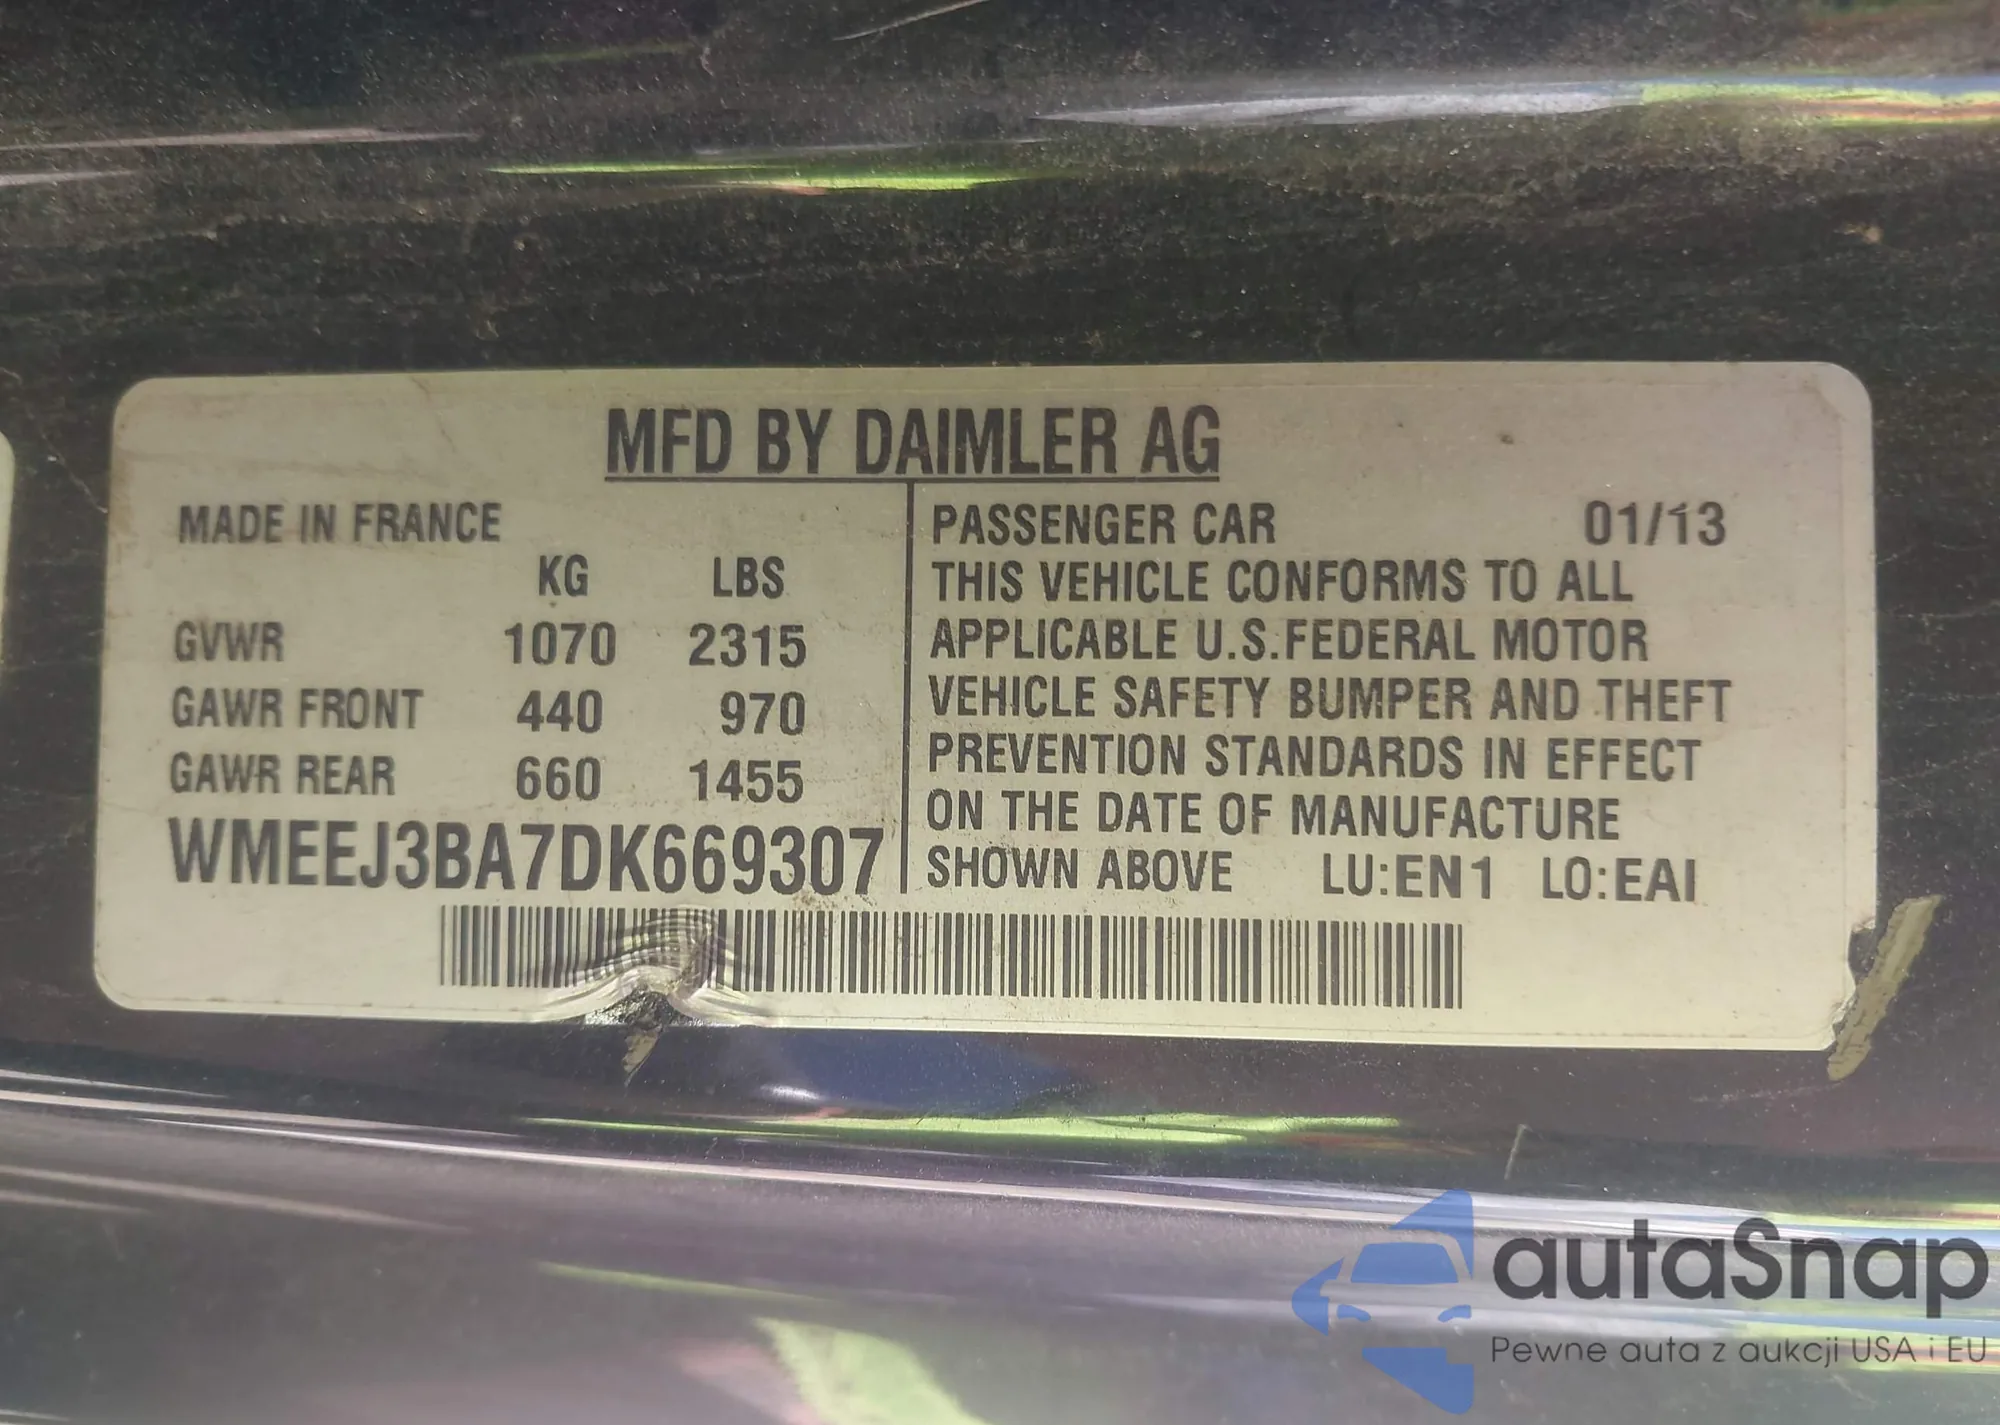 MFD BY DAIMLER AG
MADE IN FRANCE
KG LBS
GVWR 1070 2315
GAWR FRONT 440 970
GAWR REAR 660 1455
WMEEJ3BA7DK669307
PASSENGER CAR 01/13
THIS VEHICLE CONFORMS TO ALL
APPLICABLE U.S.FEDERAL MOTOR
VEHICLE SAFETY BUMPER AND THEFT
PREVENTION STANDARDS IN EFFECT
ON THE DATE OF MANUFACTURE
SHOWN ABOVE LU:EN1 LO:EAI
autaSnap
Pewne auta z aukcji USA i EU